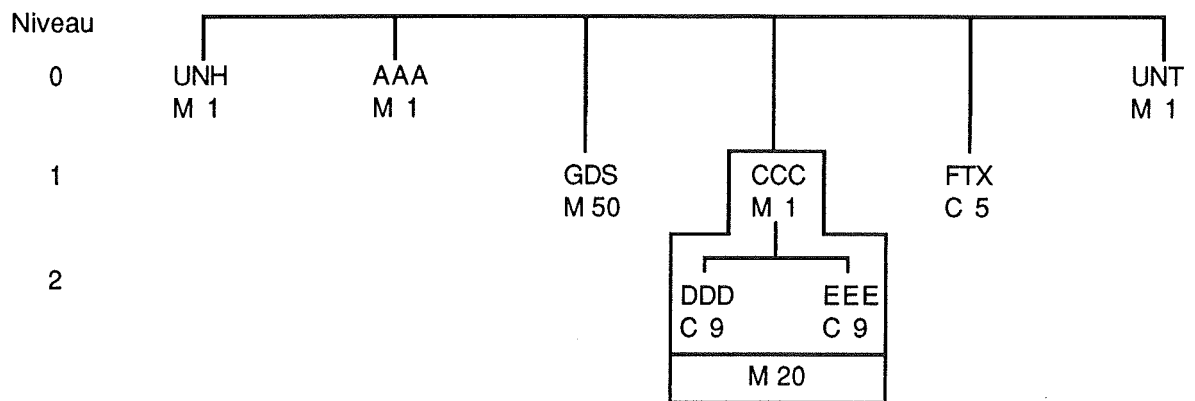 Niveau
0 UNH AAA UNT
M 1 M 1 M 1
1 GDS CCC FTX
M 50 M 1 C 5
2 DDD EEE
C 9 C 9
M 20